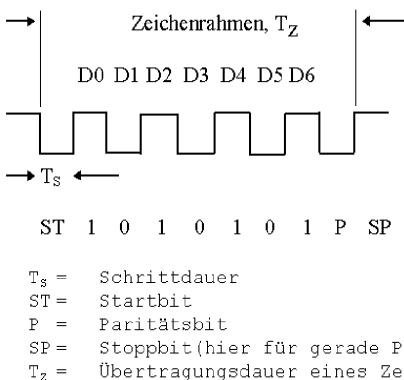 Zeichenrahmen, TZ
D0 D1 D2 D3 D4 D5 D6
TS
ST 1 0 1 0 1 0 1 P SP
TS = Schrittdauer
ST = Startbit
P = Paritätsbit
SP = Stoppbit(hier für gerade P
TZ = Übertragungsdauer eines Ze